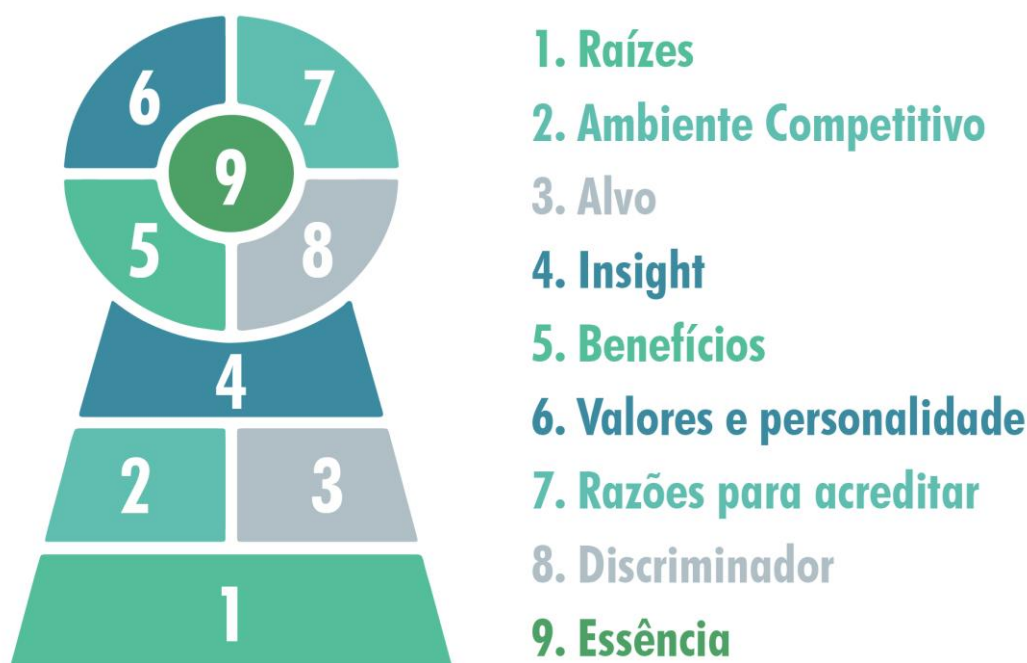 6
7
9
5
8
4
2
3
1
1. Raízes
2. Ambiente Competitivo
3. Alvo
4. Insight
5. Benefícios
6. Valores e personalidade
7. Razões para acreditar
8. Discriminador
9. Essência